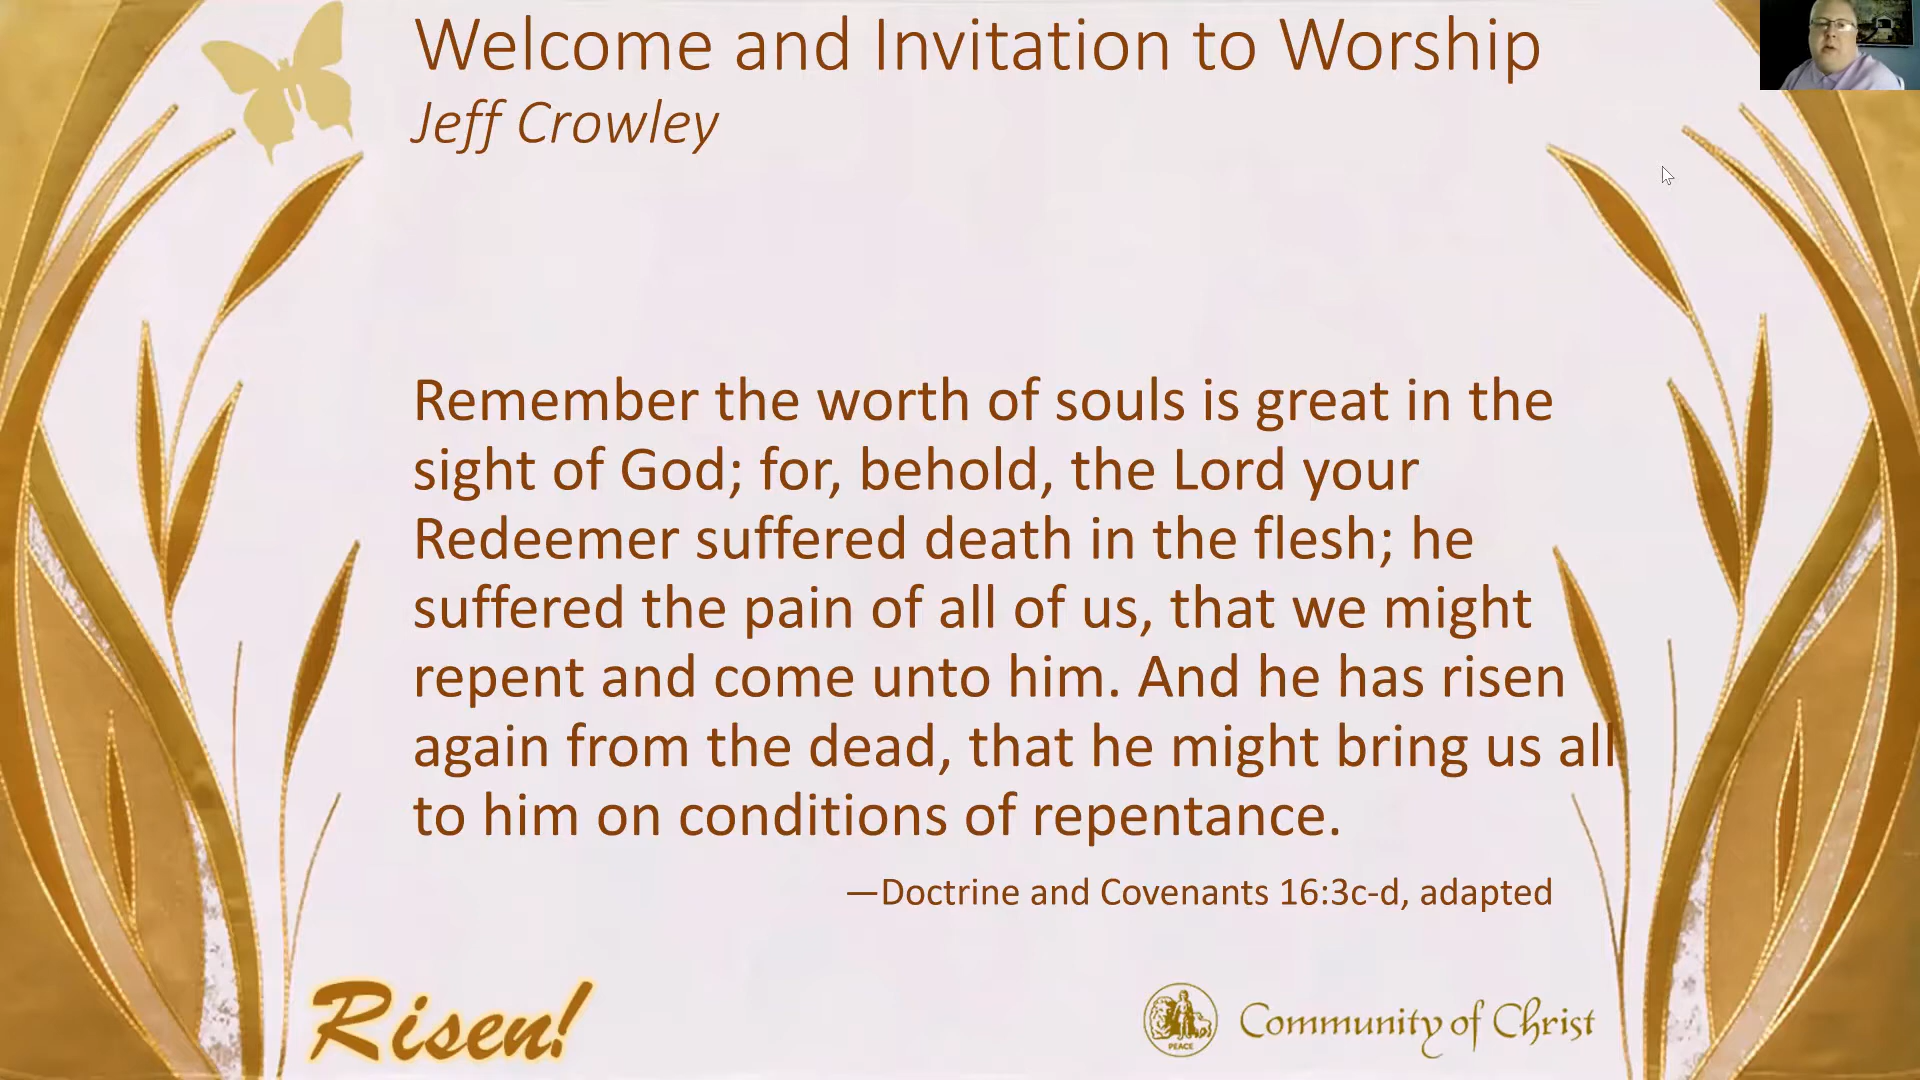 Welcome and Invitation to Worship
Jeff Crowley
Remember the worth of souls is great in the
sight of God; for, behold, the Lord your
Redeemer suffered death in the flesh; he
suffered the pain of all of us, that we might
repent and come unto him. And he has risen
again from the dead, that he might bring us all
to him on conditions of repentance.
—Doctrine and Covenants 16:3c-d, adapted
Risen!
PEACE
Community of Christ